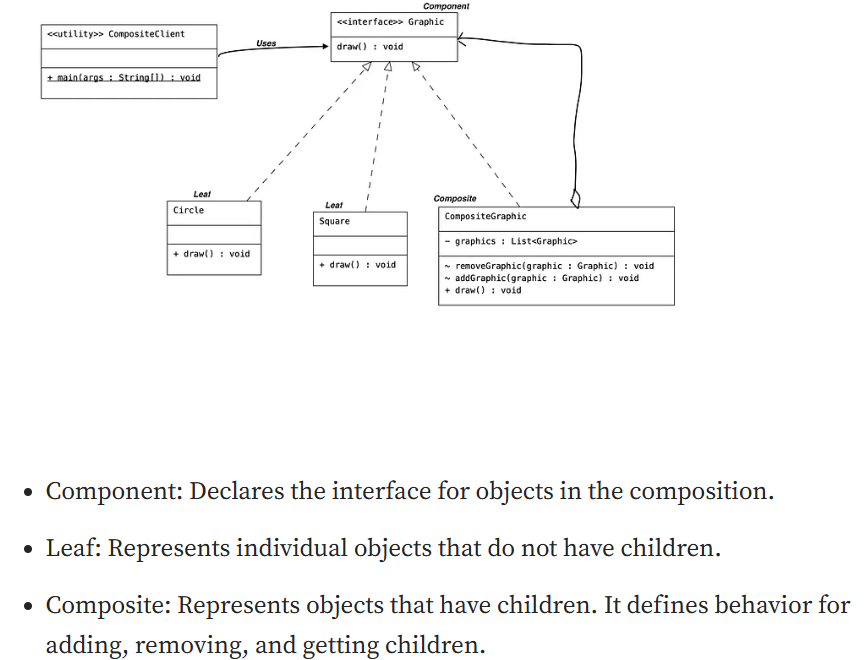 Component
<<utility>> CompositeClient
+ main(args : String[]) : void
Uses
<<interface>> Graphic
draw() : void
Leaf
Circle
+ draw() : void
Leaf
Square
+ draw() : void
Composite
CompositeGraphic
- graphics : List<Graphic>
~ removeGraphic(graphic : Graphic) : void
~ addGraphic(graphic : Graphic) : void
+ draw() : void
• Component: Declares the interface for objects in the composition.
• Leaf: Represents individual objects that do not have children.
• Composite: Represents objects that have children. It defines behavior for
adding, removing, and getting children.